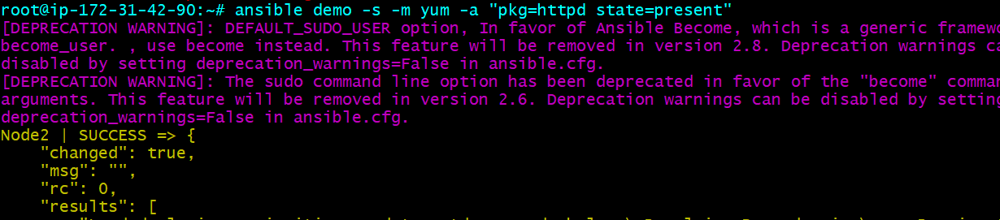 root@ip-172-31-42-90:~# ansible demo -s -m yum -a "pkg=httpd state=present"
[DEPRECATION WARNING]: DEFAULT_SUDO_USER option, In favor of Ansible Become, which is a generic framew
become_user. , use become instead. This feature will be removed in version 2.8. Deprecation warnings c
disabled by setting deprecation_warnings=False in ansible.cfg.
[DEPRECATION WARNING]: The sudo command line option has been deprecated in favor of the "become" comma
arguments. This feature will be removed in version 2.6. Deprecation warnings can be disabled by settin
deprecation_warnings=False in ansible.cfg.
Node2 | SUCCESS => {
    "changed": true,
    "msg": "",
    "rc": 0,
    "results": [